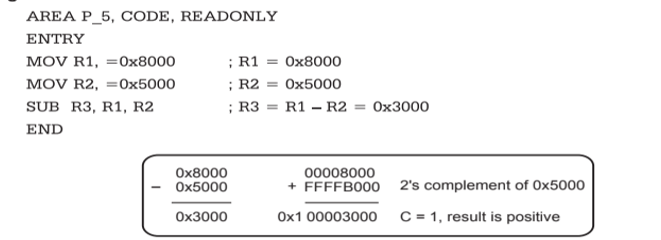 AREA P_5, CODE, READONLY
ENTRY
MOV R1, =0x8000 ; R1 = 0x8000
MOV R2, =0x5000 ; R2 = 0x5000
SUB R3, R1, R2 ; R3 = R1 – R2 = 0x3000
END
0x8000 00008000
– 0x5000 + FFFFB000 2's complement of 0x5000
0x3000 0x1 00003000 C = 1, result is positive